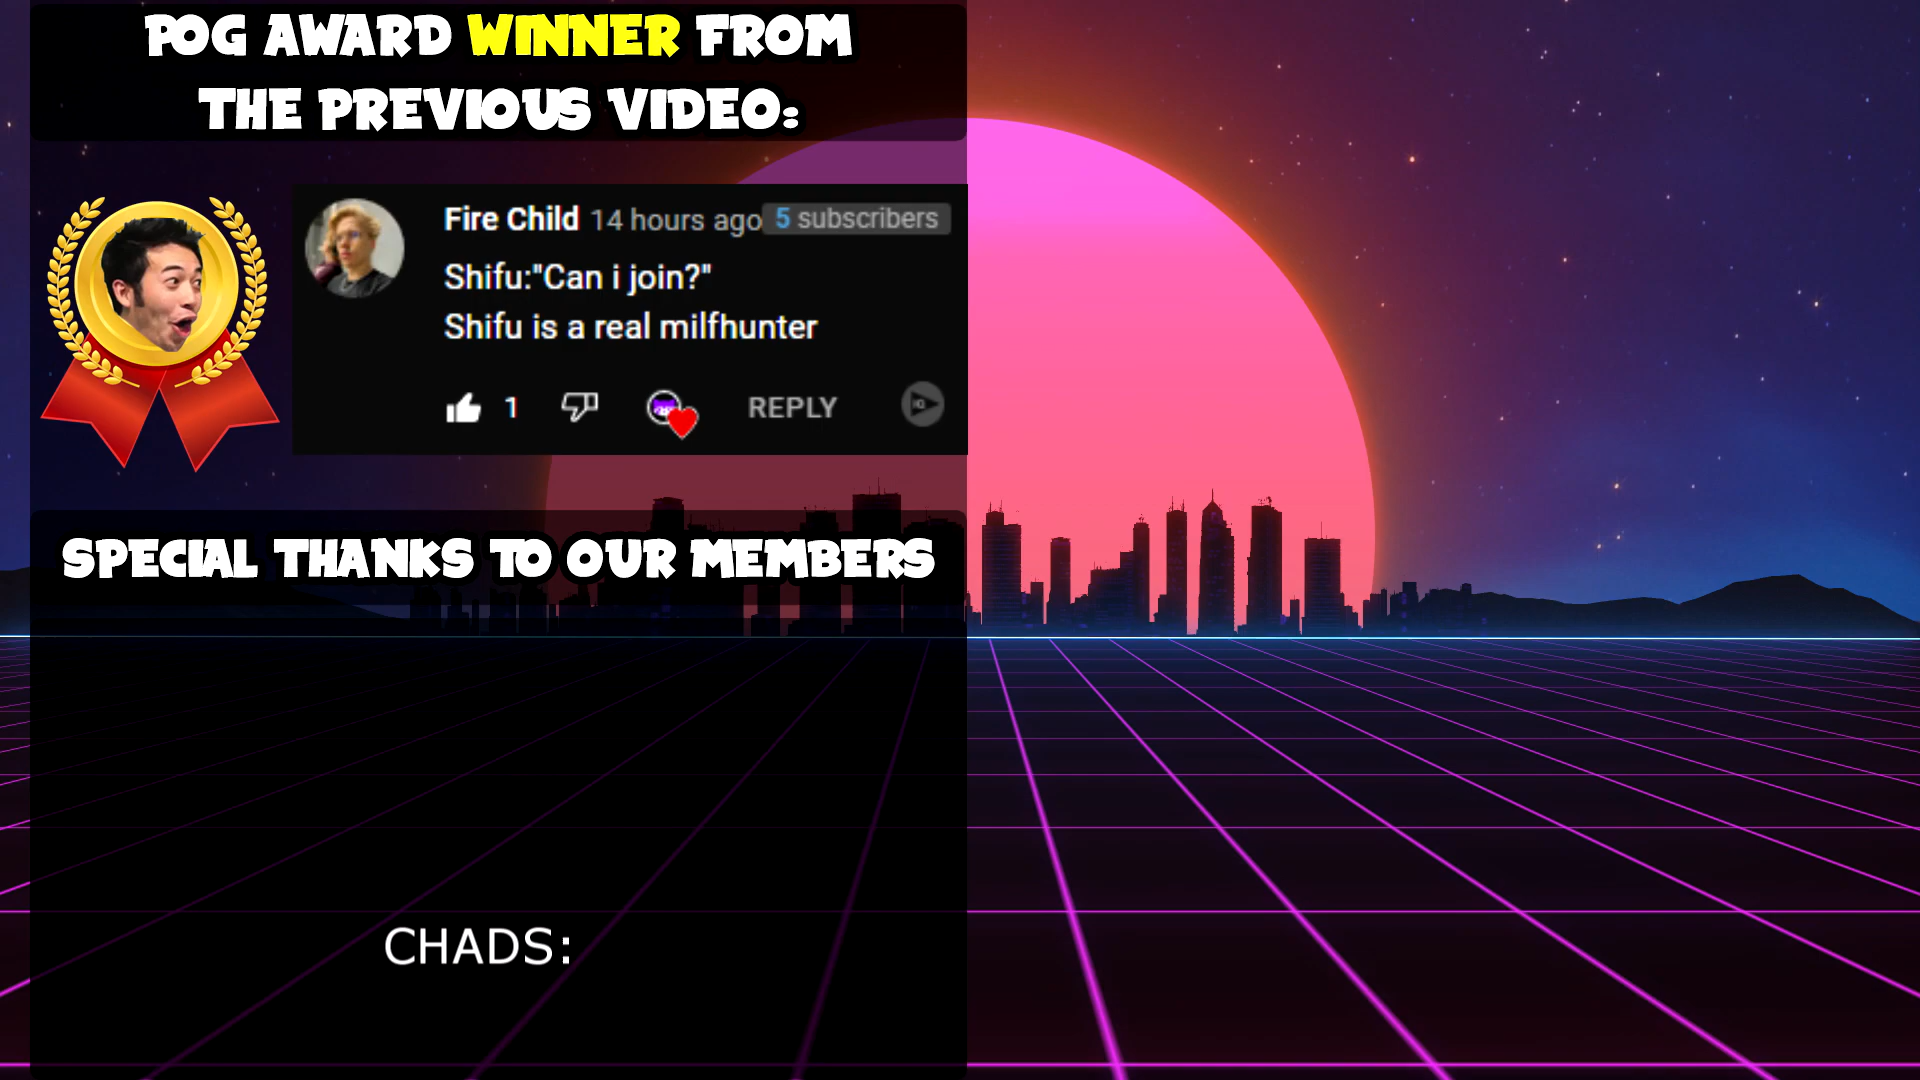 POG AWARD WINNER FROM
THE PREVIOUS VIDEO:
Fire Child 14 hours ago 5 subscribers
Shifu:"Can i join?"
Shifu is a real milfhunter
1 REPLY
SPECIAL THANKS TO OUR MEMBERS
CHADS: